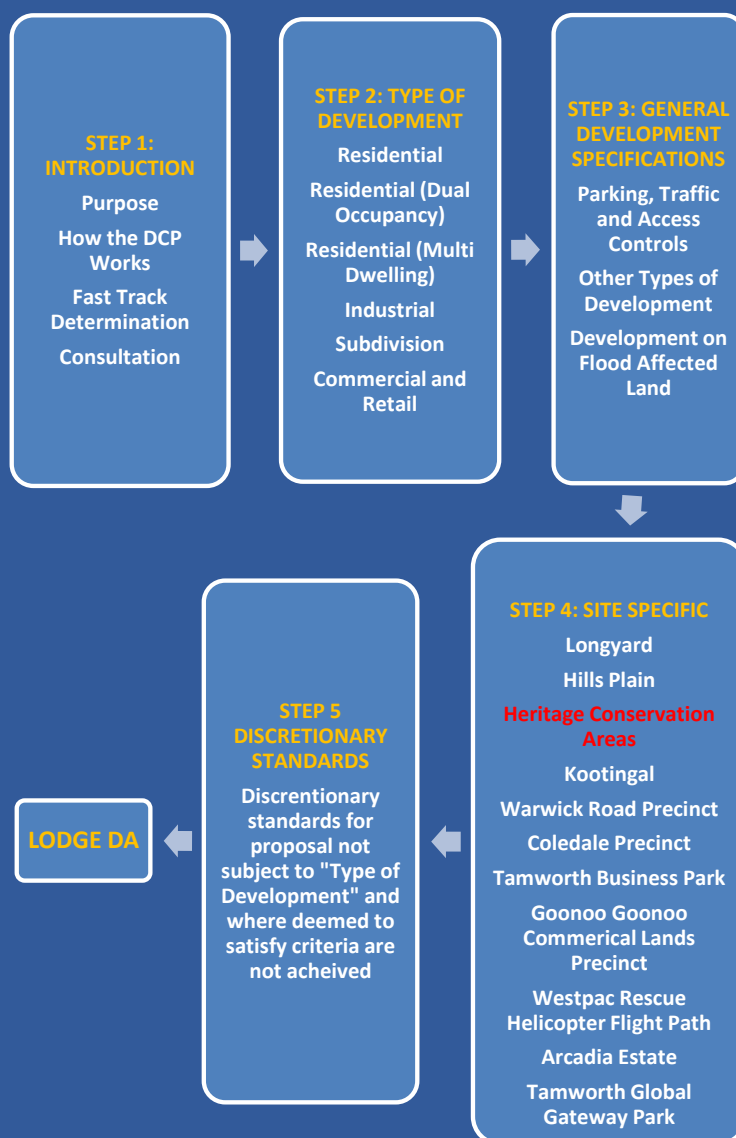 STEP 1:
INTRODUCTION
Purpose
How the DCP
Works
Fast Track
Determination
Consultation
STEP 2: TYPE OF
DEVELOPMENT
Residential
Residential (Dual
Occupancy)
Residential (Multi
Dwelling)
Industrial
Subdivision
Commercial and
Retail
STEP 3: GENERAL
DEVELOPMENT
SPECIFICATIONS
Parking, Traffic
and Access
Controls
Other Types of
Development
Development on
Flood Affected
Land
STEP 4: SITE SPECIFIC
Longyard
Hills Plain
Heritage Conservation
Areas
Kootingal
Warwick Road Precinct
Coledale Precinct
Tamworth Business Park
Goonoo Goonoo
Commerical Lands
Precinct
Westpac Rescue
Helicopter Flight Path
Arcadia Estate
Tamworth Global
Gateway Park
STEP 5
DISCRETIONARY
STANDARDS
Discrentionary
standards for
proposal not
subject to "Type of
Development" and
where deemed to
satisfy criteria are
not acheived
LODGE DA